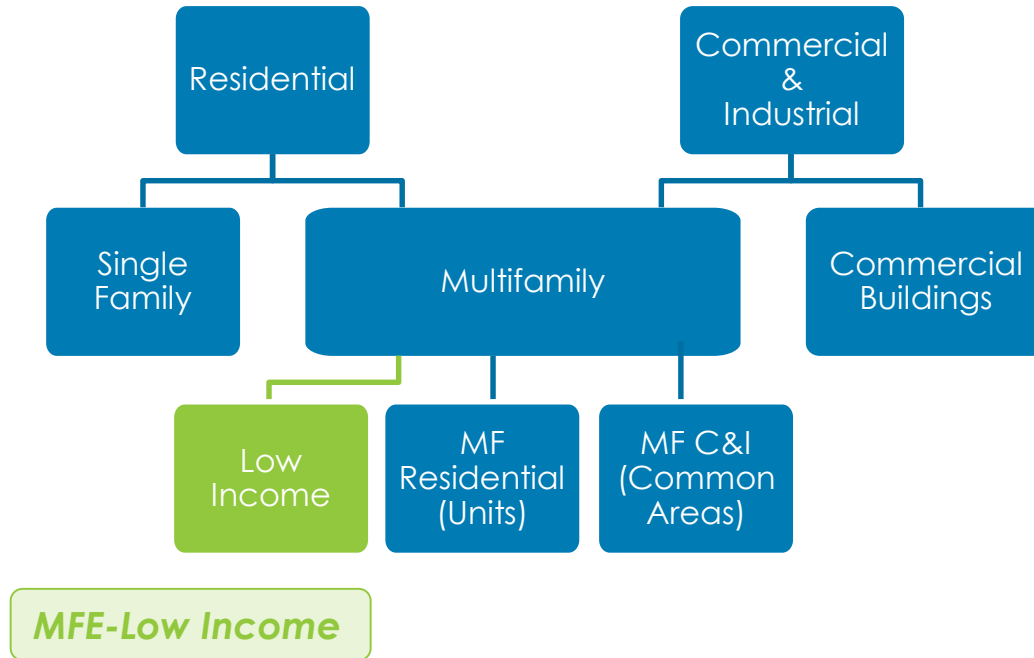 Residential
Commercial
&
Industrial
Single
Family
Multifamily
Commercial
Buildings
Low
Income
MF
Residential
(Units)
MF C&I
(Common
Areas)
MFE-Low Income